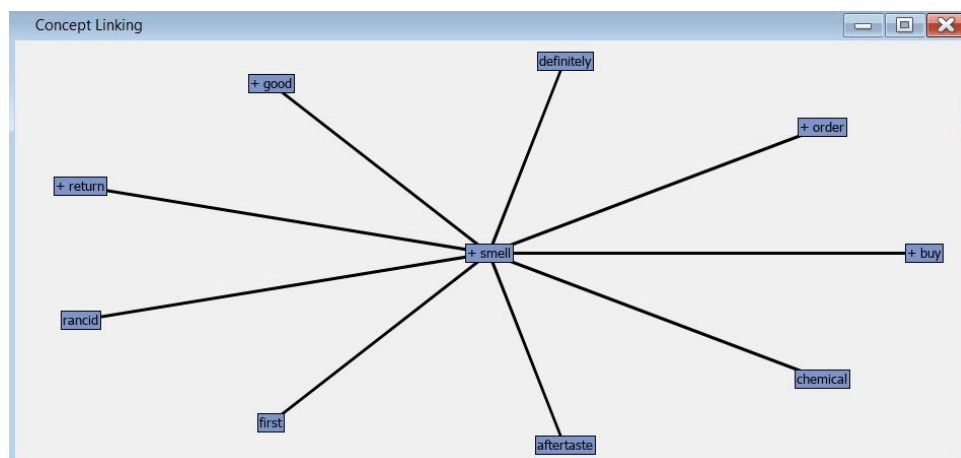 Concept Linking
definitely
+ good
+ order
+ return
+ smell
+ buy
rancid
chemical
first
aftertaste